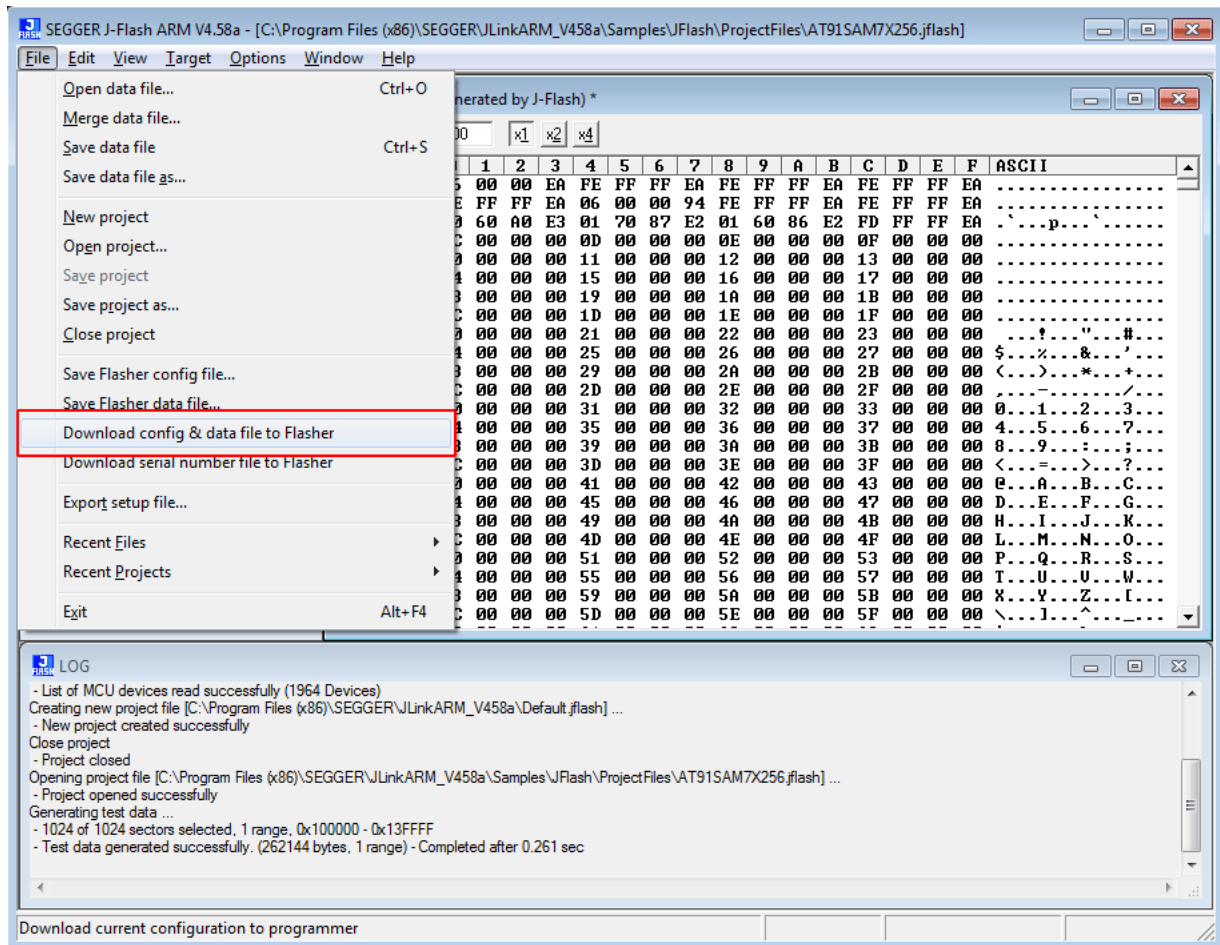 SEGGER J-Flash ARM V4.58a - [C:\Program Files (x86)\SEGGER\JLinkARM_V458a\Samples\JFlash\ProjectFiles\AT91SAM7X256.jflash]
File Edit View Target Options Window Help
Open data file... Ctrl+O
Merge data file...
Save data file Ctrl+S
Save data file as...
New project
Open project...
Save project
Save project as...
Close project
Save Flasher config file...
Save Flasher data file...
Download config & data file to Flasher
Download serial number file to Flasher
Export setup file...
Recent Files
Recent Projects
Exit Alt+F4
nerated by J-Flash) *
x1 x2 x4
1 2 3 4 5 6 7 8 9 A B C D E F ASCII
00 00 EA FE FF FF EA FE FF FF EA FE FF FF EA ................
FF FF EA 06 00 00 94 FE FF FF EA FE FF FF EA ................
60 A0 E3 01 70 87 E2 01 60 86 E2 FD FF FF EA .`...p...`......
00 00 00 0D 00 00 00 0E 00 00 00 0F 00 00 00 ................
00 00 00 11 00 00 00 12 00 00 00 13 00 00 00 ................
00 00 00 15 00 00 00 16 00 00 00 17 00 00 00 ................
00 00 00 19 00 00 00 1A 00 00 00 1B 00 00 00 ................
00 00 00 1D 00 00 00 1E 00 00 00 1F 00 00 00 ................
00 00 00 21 00 00 00 22 00 00 00 23 00 00 00 ...!..."...#...
00 00 00 25 00 00 00 26 00 00 00 27 00 00 00 $...%...&...'...
00 00 00 29 00 00 00 2A 00 00 00 2B 00 00 00 (...)...*...+...
00 00 00 2D 00 00 00 2E 00 00 00 2F 00 00 00 ,...-......./...
00 00 00 31 00 00 00 32 00 00 00 33 00 00 00 0...1...2...3...
00 00 00 35 00 00 00 36 00 00 00 37 00 00 00 4...5...6...7...
00 00 00 39 00 00 00 3A 00 00 00 3B 00 00 00 8...9...:...;...
00 00 00 3D 00 00 00 3E 00 00 00 3F 00 00 00 <...=...>...?...
00 00 00 41 00 00 00 42 00 00 00 43 00 00 00 @...A...B...C...
00 00 00 45 00 00 00 46 00 00 00 47 00 00 00 D...E...F...G...
00 00 00 49 00 00 00 4A 00 00 00 4B 00 00 00 H...I...J...K...
00 00 00 4D 00 00 00 4E 00 00 00 4F 00 00 00 L...M...N...O...
00 00 00 51 00 00 00 52 00 00 00 53 00 00 00 P...Q...R...S...
00 00 00 55 00 00 00 56 00 00 00 57 00 00 00 T...U...V...W...
00 00 00 59 00 00 00 5A 00 00 00 5B 00 00 00 X...Y...Z...[...
00 00 00 5D 00 00 00 5E 00 00 00 5F 00 00 00 \...]...^..._...
LOG
- List of MCU devices read successfully (1964 Devices)
Creating new project file [C:\Program Files (x86)\SEGGER\JLinkARM_V458a\Default.jflash] ...
- New project created successfully
Close project
- Project closed
Opening project file [C:\Program Files (x86)\SEGGER\JLinkARM_V458a\Samples\JFlash\ProjectFiles\AT91SAM7X256.jflash] ...
- Project opened successfully
Generating test data ...
- 1024 of 1024 sectors selected, 1 range, 0x100000 - 0x13FFFF
- Test data generated successfully. (262144 bytes, 1 range) - Completed after 0.261 sec
Download current configuration to programmer